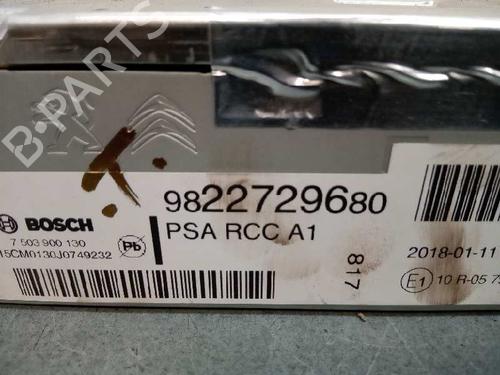 B-PARTS
BOSCH
7 503 900 130
15CM0130J0749232
Pb
9822729680
PSA RCC A1
817
2018-01-11
E1 10 R-05